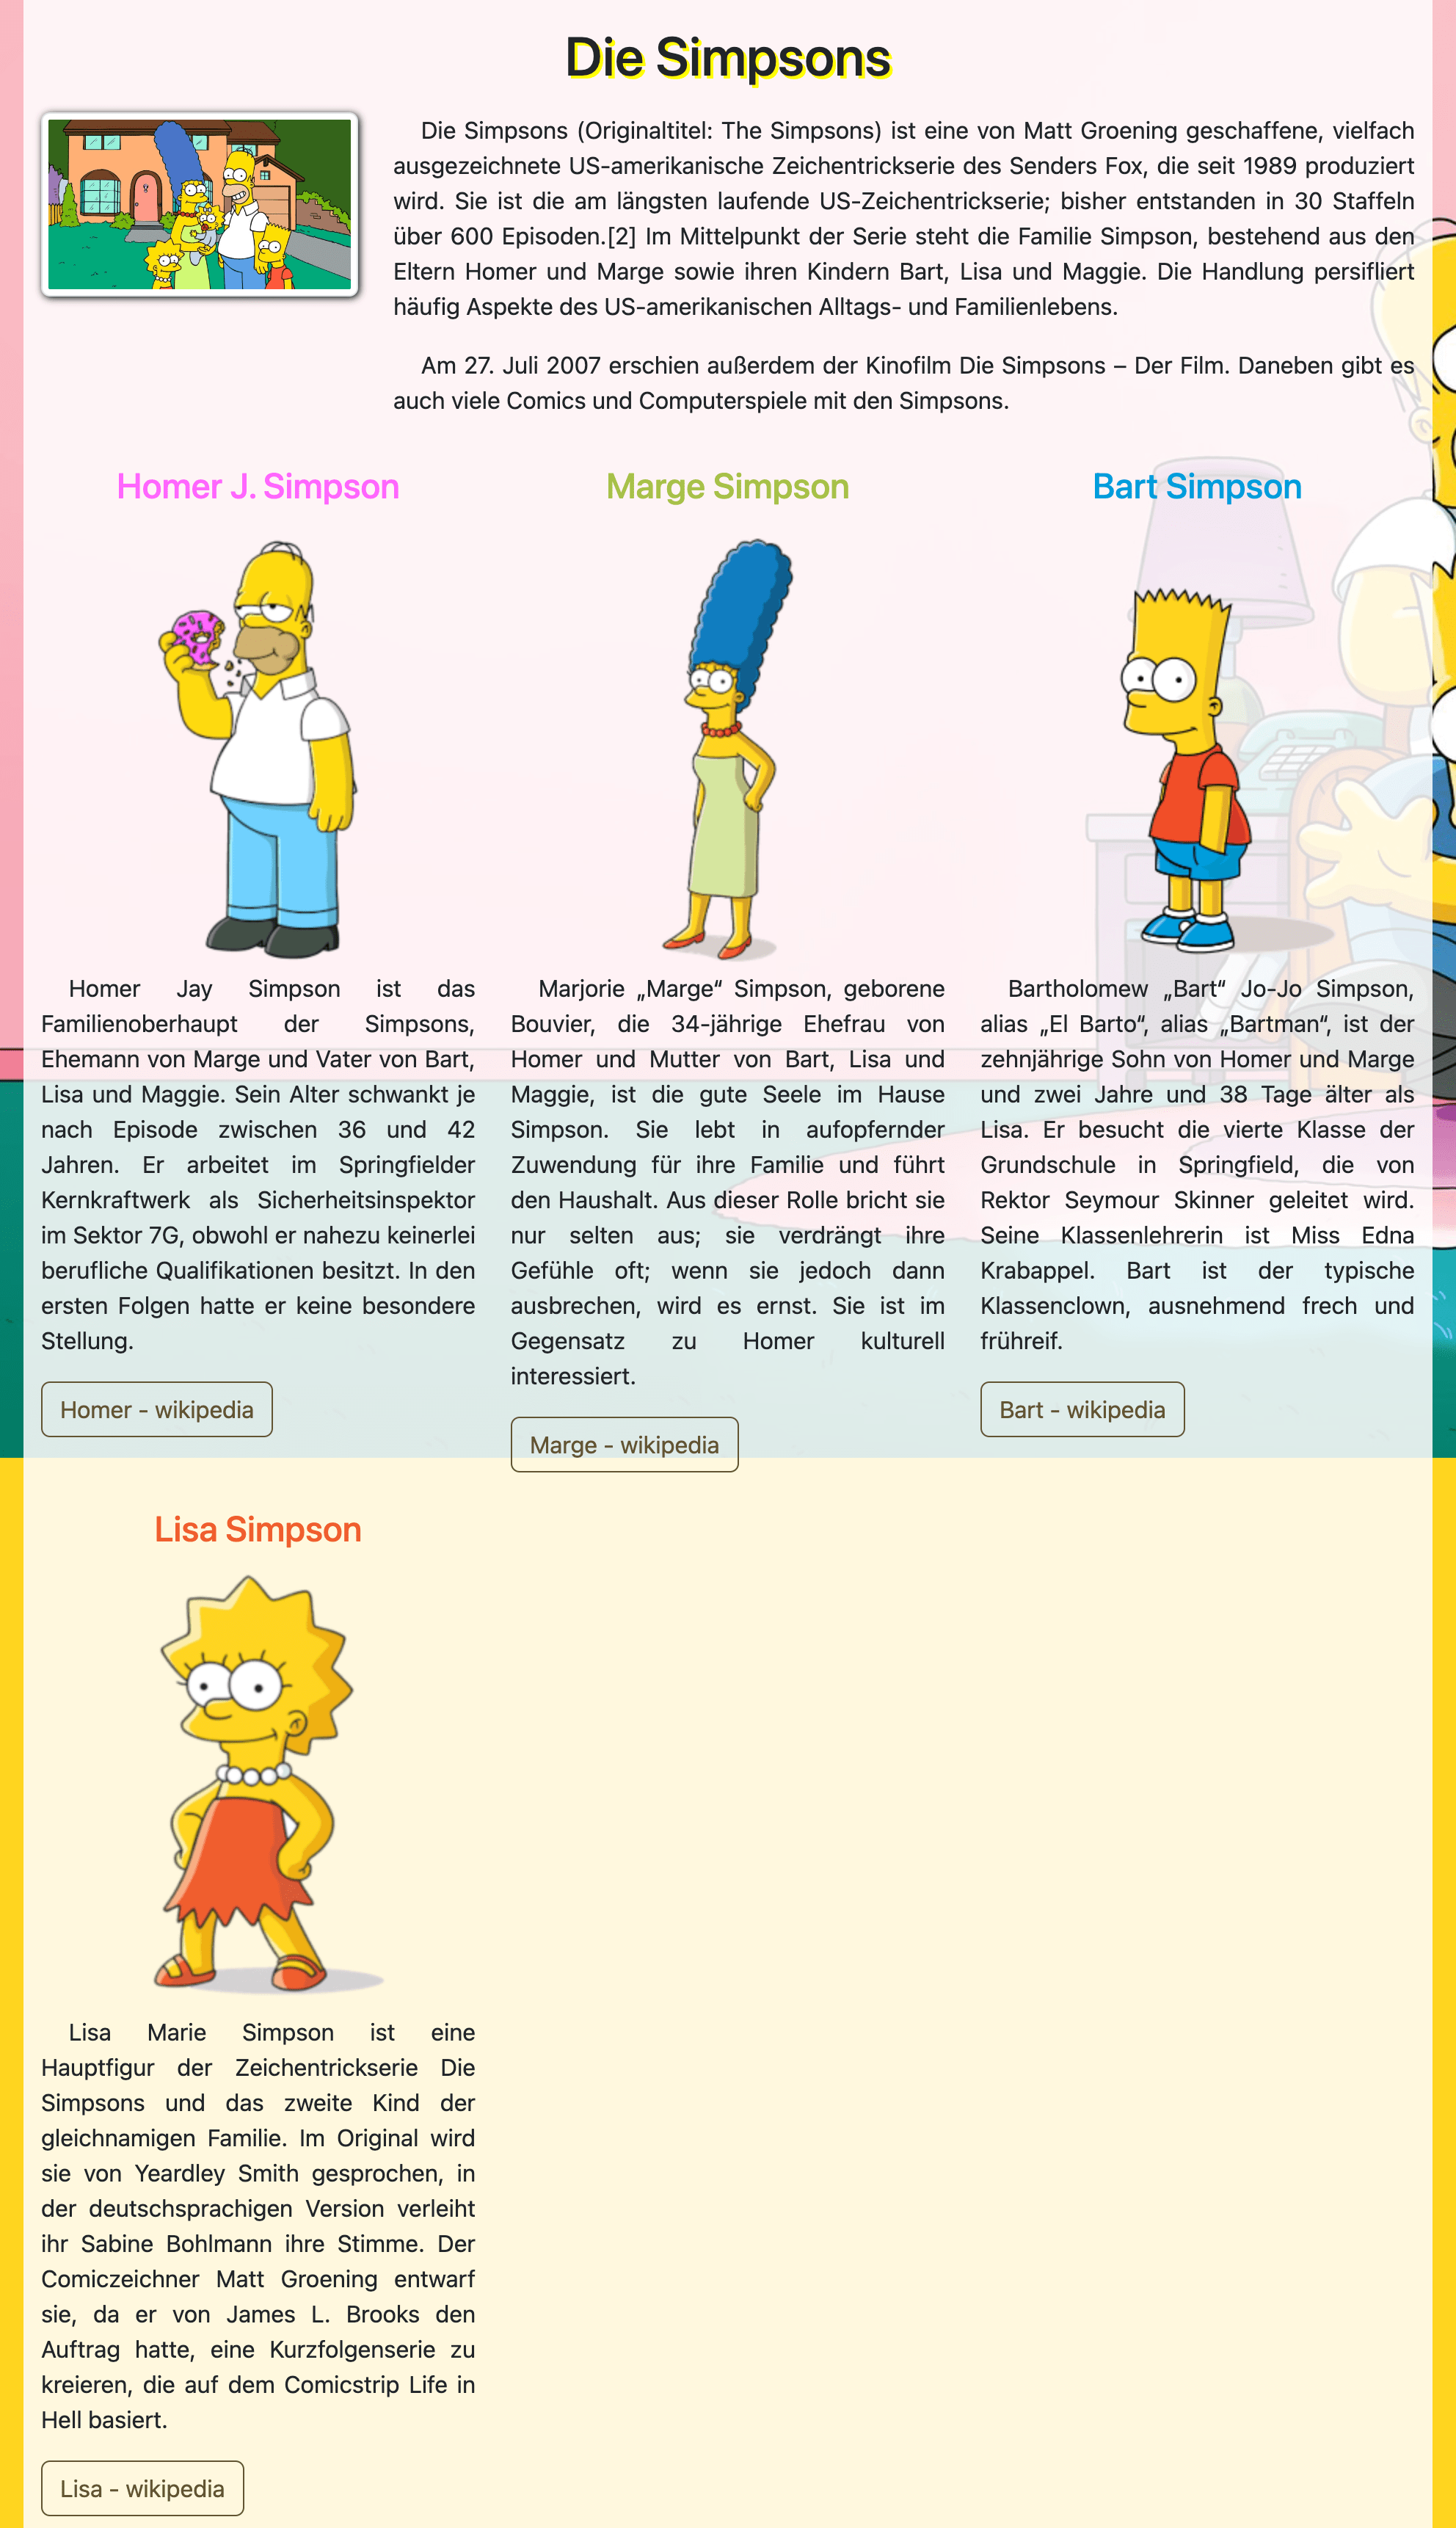 Die Simpsons
Die Simpsons (Originaltitel: The Simpsons) ist eine von Matt Groening geschaffene, vielfach
ausgezeichnete US-amerikanische Zeichentrickserie des Senders Fox, die seit 1989 produziert
wird. Sie ist die am längsten laufende US-Zeichentrickserie; bisher entstanden in 30 Staffeln
über 600 Episoden.[2] Im Mittelpunkt der Serie steht die Familie Simpson, bestehend aus den
Eltern Homer und Marge sowie ihren Kindern Bart, Lisa und Maggie. Die Handlung persifliert
häufig Aspekte des US-amerikanischen Alltags- und Familienlebens.
Am 27. Juli 2007 erschien außerdem der Kinofilm Die Simpsons – Der Film. Daneben gibt es
auch viele Comics und Computerspiele mit den Simpsons.
Homer J. Simpson
Homer Jay Simpson ist das
Familienoberhaupt der Simpsons,
Ehemann von Marge und Vater von Bart,
Lisa und Maggie. Sein Alter schwankt je
nach Episode zwischen 36 und 42
Jahren. Er arbeitet im Springfielder
Kernkraftwerk als Sicherheitsinspektor
im Sektor 7G, obwohl er nahezu keinerlei
berufliche Qualifikationen besitzt. In den
ersten Folgen hatte er keine besondere
Stellung.
Homer - wikipedia
Marge Simpson
Marjorie „Marge“ Simpson, geborene
Bouvier, die 34-jährige Ehefrau von
Homer und Mutter von Bart, Lisa und
Maggie, ist die gute Seele im Hause
Simpson. Sie lebt in aufopfernder
Zuwendung für ihre Familie und führt
den Haushalt. Aus dieser Rolle bricht sie
nur selten aus; sie verdrängt ihre
Gefühle oft; wenn sie jedoch dann
ausbrechen, wird es ernst. Sie ist im
Gegensatz zu Homer kulturell
interessiert.
Marge - wikipedia
Bart Simpson
Bartholomew „Bart“ Jo-Jo Simpson,
alias „El Barto“, alias „Bartman“, ist der
zehnjährige Sohn von Homer und Marge
und zwei Jahre und 38 Tage älter als
Lisa. Er besucht die vierte Klasse der
Grundschule in Springfield, die von
Rektor Seymour Skinner geleitet wird.
Seine Klassenlehrerin ist Miss Edna
Krabappel. Bart ist der typische
Klassenclown, ausnehmend frech und
frühreif.
Bart - wikipedia
Lisa Simpson
Lisa Marie Simpson ist eine
Hauptfigur der Zeichentrickserie Die
Simpsons und das zweite Kind der
gleichnamigen Familie. Im Original wird
sie von Yeardley Smith gesprochen, in
der deutschsprachigen Version verleiht
ihr Sabine Bohlmann ihre Stimme. Der
Comiczeichner Matt Groening entwarf
sie, da er von James L. Brooks den
Auftrag hatte, eine Kurzfolgenserie zu
kreieren, die auf dem Comicstrip Life in
Hell basiert.
Lisa - wikipedia